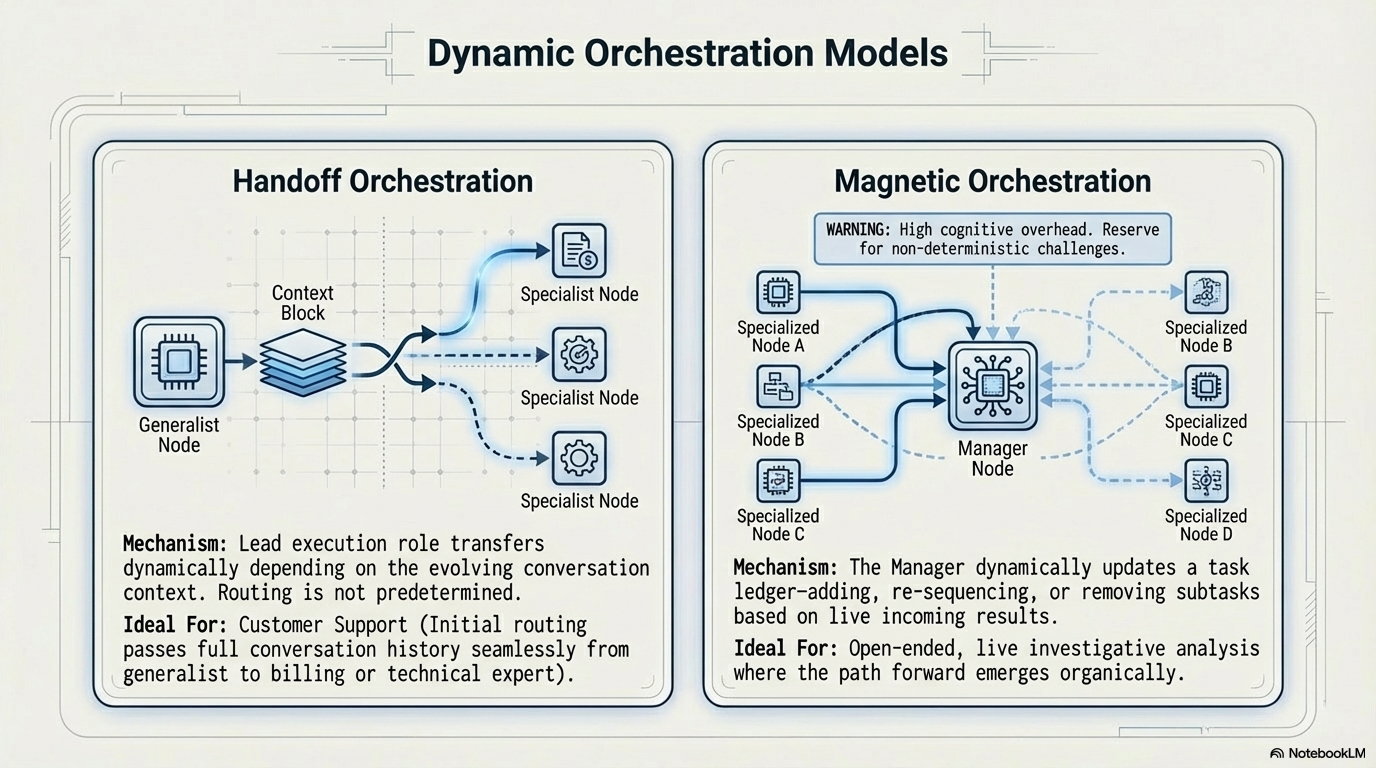 Dynamic Orchestration Models
Handoff Orchestration
Context
Block
Generalist
Node
Specialist Node
Specialist Node
Specialist Node
Mechanism: Lead execution role transfers
dynamically depending on the evolving conversation
context. Routing is not predetermined.
Ideal For: Customer Support (Initial routing
passes full conversation history seamlessly from
generalist to billing or technical expert).
Magnetic Orchestration
WARNING: High cognitive overhead. Reserve
for non-deterministic challenges.
Specialized
Node A
Specialized
Node B
Specialized
Node C
Manager
Node
Specialized
Node B
Specialized
Node C
Specialized
Node D
Mechanism: The Manager dynamically updates a task
ledger—adding, re-sequencing, or removing subtasks
based on live incoming results.
Ideal For: Open-ended, live investigative analysis
where the path forward emerges organically.
NotebookLM